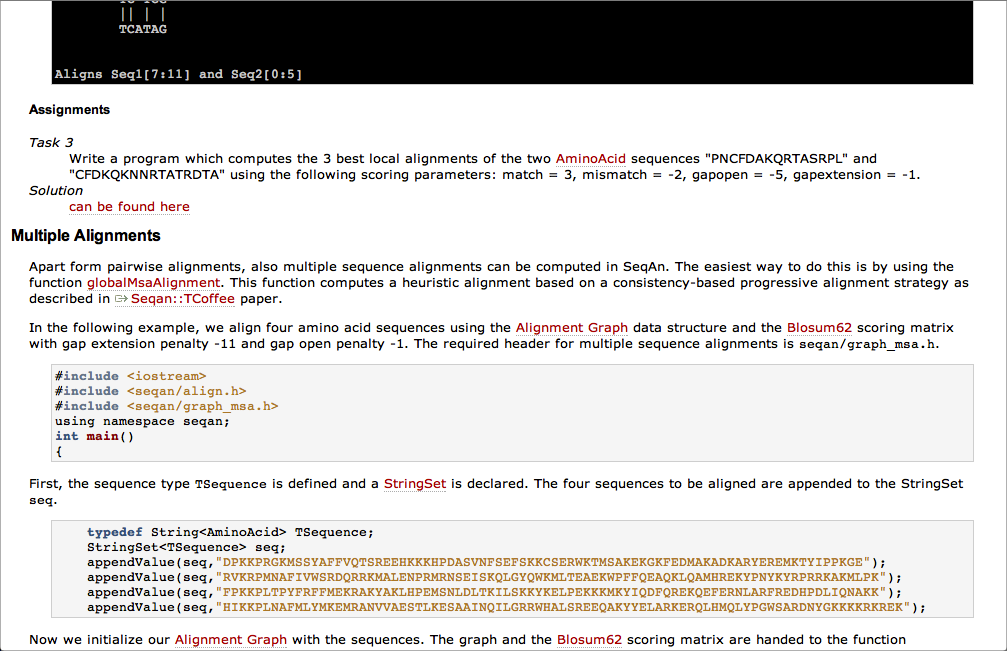 || | |
TCATAG
Aligns Seq1[7:11] and Seq2[0:5]
Assignments
Task 3
Write a program which computes the 3 best local alignments of the two AminoAcid sequences "PNCFDAKQRTASRPL" and
"CFDKQKNNRTATRDTA" using the following scoring parameters: match = 3, mismatch = -2, gapopen = -5, gapextension = -1.
Solution
can be found here
Multiple Alignments
Apart form pairwise alignments, also multiple sequence alignments can be computed in SeqAn. The easiest way to do this is by using the
function globalMsaAlignment. This function computes a heuristic alignment based on a consistency-based progressive alignment strategy as
described in Seqan::TCoffee paper.
In the following example, we align four amino acid sequences using the Alignment Graph data structure and the Blosum62 scoring matrix
with gap extension penalty -11 and gap open penalty -1. The required header for multiple sequence alignments is seqan/graph_msa.h.
#include <iostream>
#include <seqan/align.h>
#include <seqan/graph_msa.h>
using namespace seqan;
int main()
{
First, the sequence type TSequence is defined and a StringSet is declared. The four sequences to be aligned are appended to the StringSet
seq.
typedef String<AminoAcid> TSequence;
StringSet<TSequence> seq;
appendValue(seq,"DPKKPRGKMSSYAFFVQTSREEHKKKHPDASVNFSEFSKKCSERWKTMSAKEKGKFEDMAKADKARYEREMKTYIPPKGE");
appendValue(seq,"RVKRPMNAFIVWSRDQRRKMALENPRMRNSEISKQLGYQWKMLTEAEKWPFFQEAQKLQAMHREKYPNYKYRPRRKAKMLPK");
appendValue(seq,"FPKKPLTPYFRFFMEKRAKYAKLHPEMSNLDLTKILSKKYKELPEKKKMKYIQDFQREKQEFERNLARFREDHPDLIQNAKK");
appendValue(seq,"HIKKPLNAFMLYMKEMRANVVAESTLKESAAINQILGRRWHALSREEQAKYYELARKERQLHMQLYPGWSARDNYGKKKKRKREK");
Now we initialize our Alignment Graph with the sequences. The graph and the Blosum62 scoring matrix are handed to the function